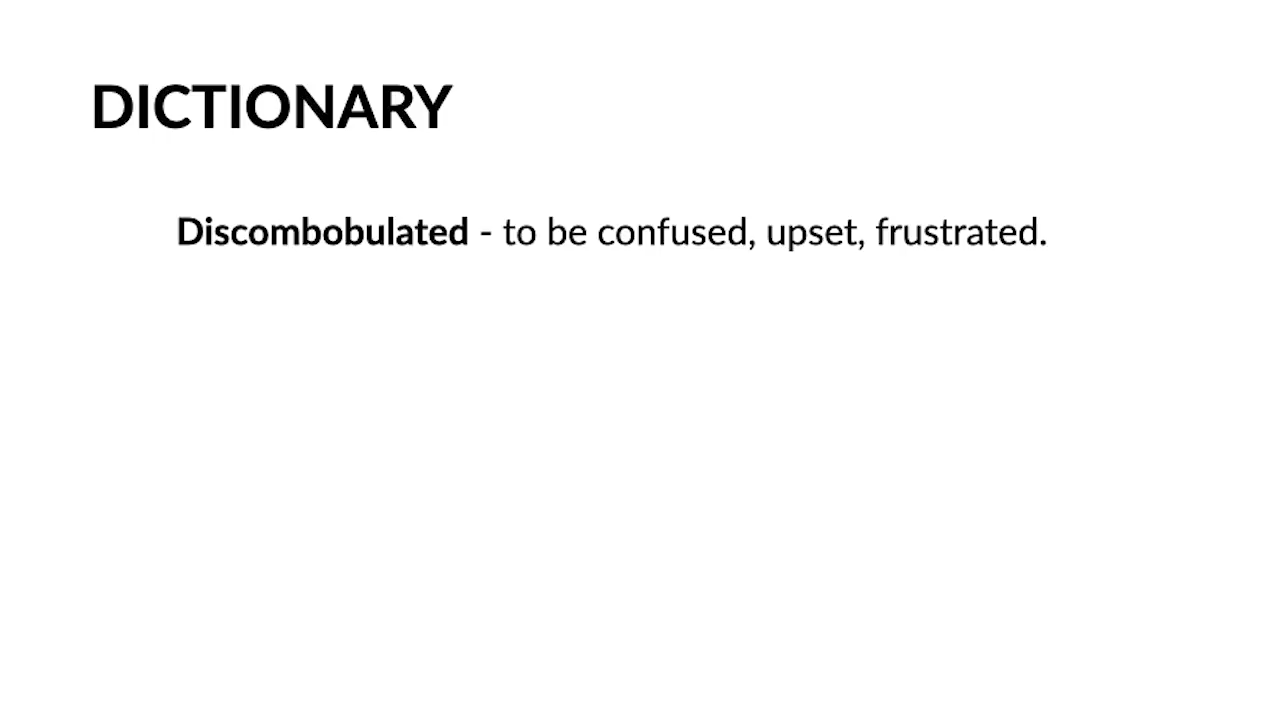 DICTIONARY
Discombobulated - to be confused, upset, frustrated.